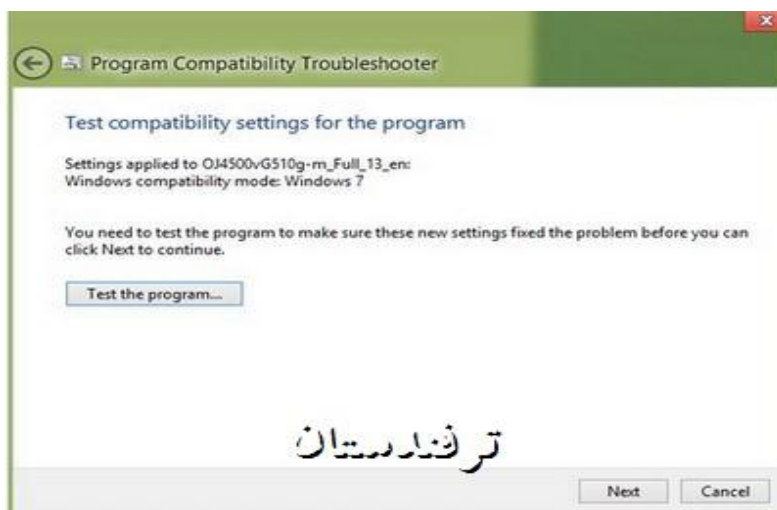 Program Compatibility Troubleshooter
Test compatibility settings for the program
Settings applied to OJ4500vG510g-m_Full_13_en:
Windows compatibility mode: Windows 7
You need to test the program to make sure these new settings fixed the problem before you can
click Next to continue.
Test the program...
ترفندستان
Next Cancel